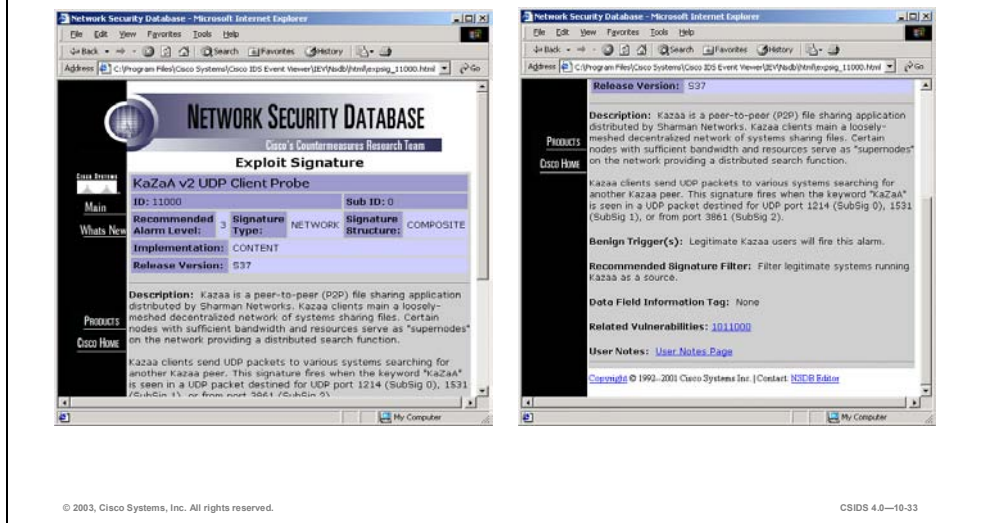 Network Security Database - Microsoft Internet Explorer
File Edit View Favorites Tools Help
Back Search Favorites History
Address C:\Program Files\Cisco Systems\Cisco IDS Event Viewer\IEV\Nsdb\html\expsig_11000.html Go
NETWORK SECURITY DATABASE
Cisco's Countermeasures Research Team
CISCO SYSTEMS
Main
Whats New
PRODUCTS
CISCO HOME
Exploit Signature
KaZaA v2 UDP Client Probe
ID: 11000 Sub ID: 0
Recommended Alarm Level: 3 Signature Type: NETWORK Signature Structure: COMPOSITE
Implementation: CONTENT
Release Version: S37
Description: Kazaa is a peer-to-peer (P2P) file sharing application
distributed by Sharman Networks. Kazaa clients main a loosely-
meshed decentralized network of systems sharing files. Certain
nodes with sufficient bandwidth and resources serve as "supernodes"
on the network providing a distributed search function.
Kazaa clients send UDP packets to various systems searching for
another Kazaa peer. This signature fires when the keyword "KaZaA"
is seen in a UDP packet destined for UDP port 1214 (SubSig 0), 1531
(SubSig 1), or from port 3861 (SubSig 2).
My Computer
Network Security Database - Microsoft Internet Explorer
File Edit View Favorites Tools Help
Back Search Favorites History
Address C:\Program Files\Cisco Systems\Cisco IDS Event Viewer\IEV\Nsdb\html\expsig_11000.html Go
PRODUCTS
CISCO HOME
Release Version: S37
Description: Kazaa is a peer-to-peer (P2P) file sharing application
distributed by Sharman Networks. Kazaa clients main a loosely-
meshed decentralized network of systems sharing files. Certain
nodes with sufficient bandwidth and resources serve as "supernodes"
on the network providing a distributed search function.
Kazaa clients send UDP packets to various systems searching for
another Kazaa peer. This signature fires when the keyword "KaZaA"
is seen in a UDP packet destined for UDP port 1214 (SubSig 0), 1531
(SubSig 1), or from port 3861 (SubSig 2).
Benign Trigger(s): Legitimate Kazaa users will fire this alarm.
Recommended Signature Filter: Filter legitimate systems running
Kazaa as a source.
Data Field Information Tag: None
Related Vulnerabilities: 1011000
User Notes: User Notes Page
Copyright © 1992-2001 Cisco Systems Inc. | Contact: NSDB Editor
My Computer
© 2003, Cisco Systems, Inc. All rights reserved.
CSIDS 4.0—10-33